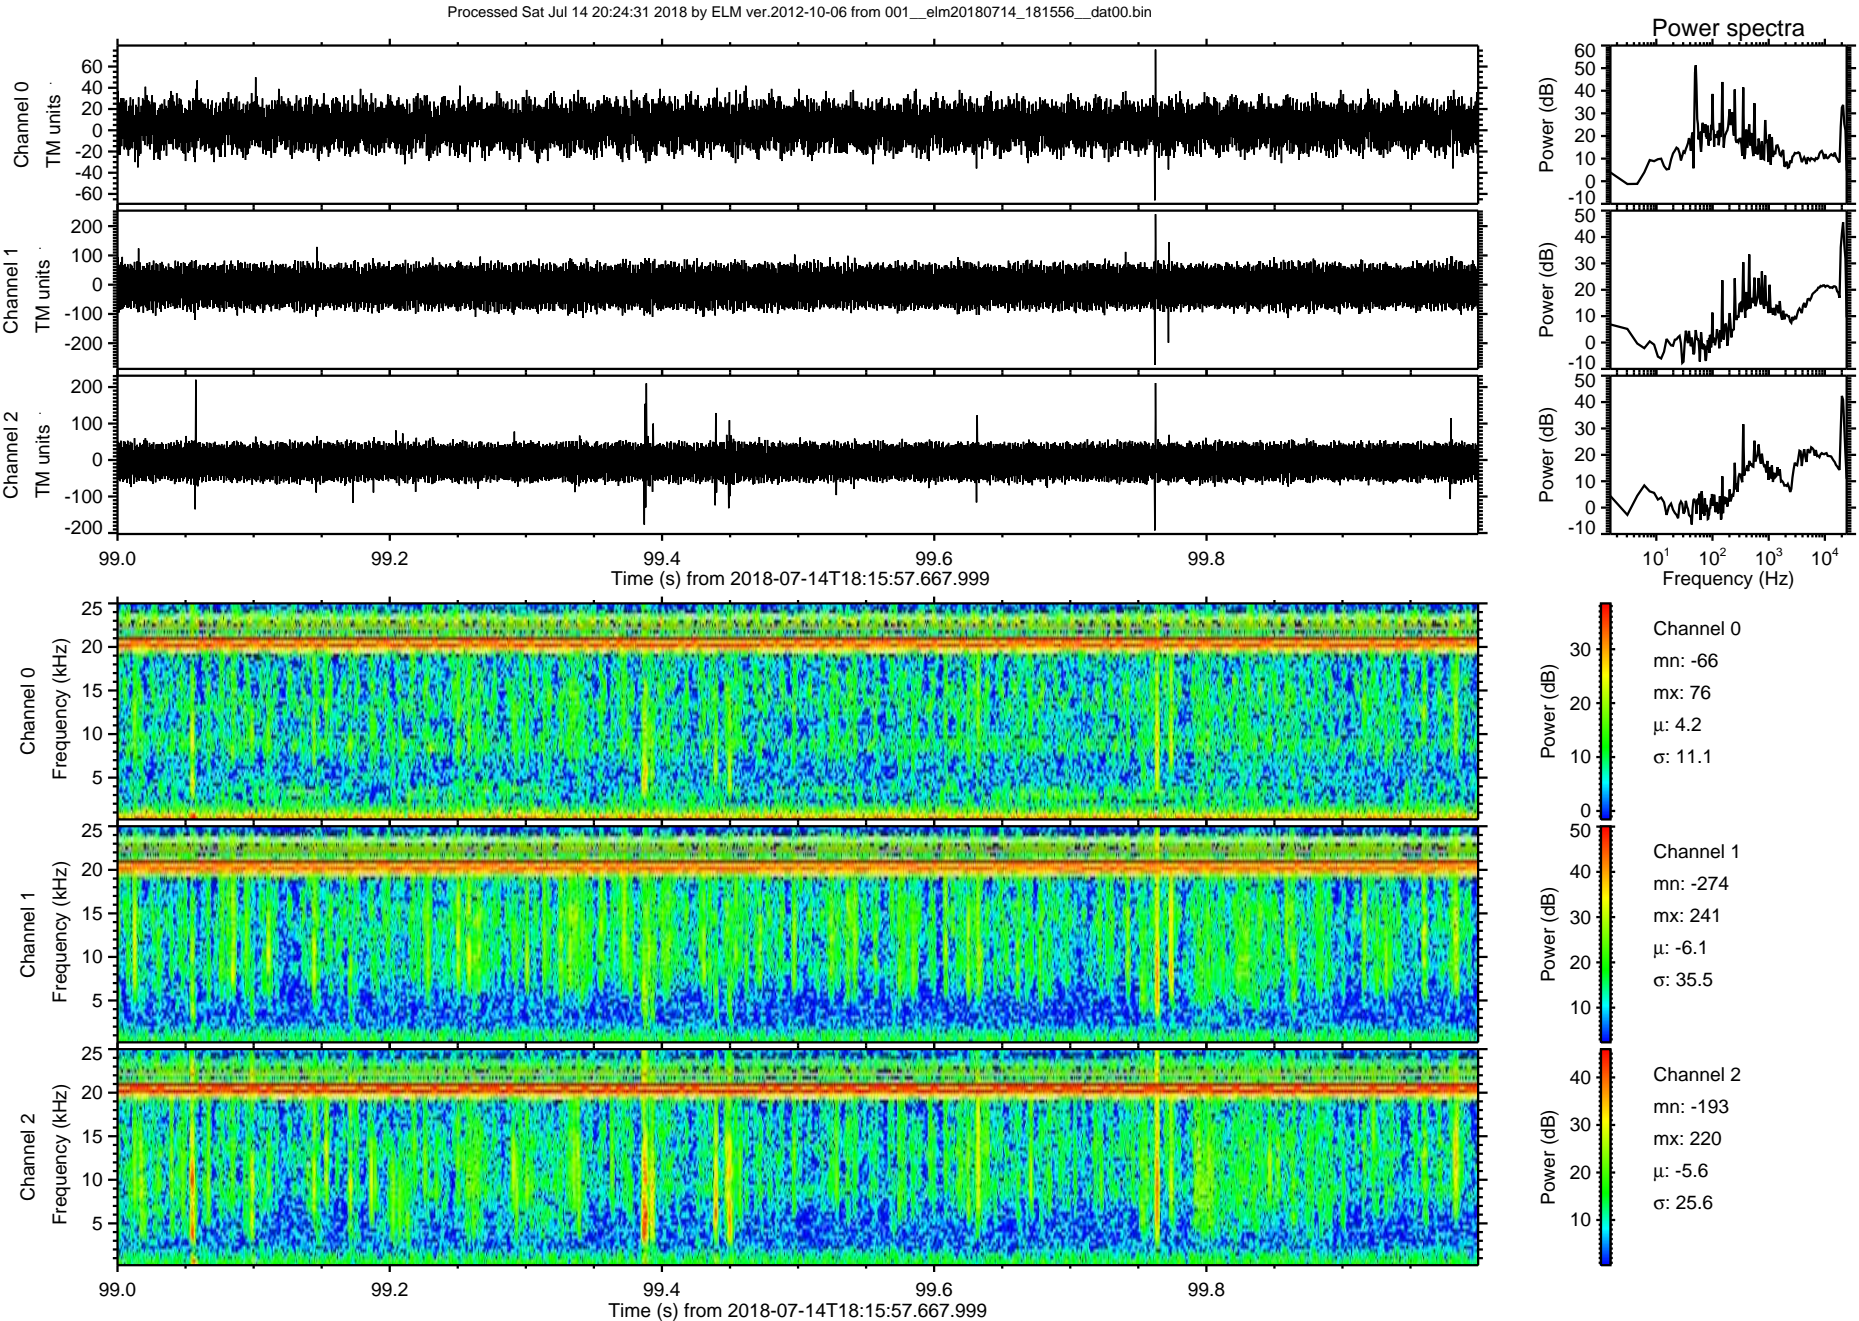 Processed Sat Jul 14 20:24:31 2018 by ELM ver.2012-10-06 from 001__elm20180714_181556__dat00.bin
Power spectra
Channel 0
TM units
60
40
20
0
-20
-40
-60
Power (dB)
60
50
40
30
20
10
0
-10
Channel 1
TM units
200
100
0
-100
-200
Power (dB)
50
40
30
20
10
0
-10
Channel 2
TM units
200
100
0
-100
-200
Power (dB)
50
40
30
20
10
0
-10
99.0 99.2 99.4 99.6 99.8
Time (s) from 2018-07-14T18:15:57.667.999
10^1 10^2 10^3 10^4
Frequency (Hz)
Channel 0
Frequency (kHz)
25
20
15
10
5
Power (dB)
30
20
10
0
Channel 0
mn: -66
mx: 76
μ: 4.2
σ: 11.1
Channel 1
Frequency (kHz)
25
20
15
10
5
Power (dB)
50
40
30
20
10
Channel 1
mn: -274
mx: 241
μ: -6.1
σ: 35.5
Channel 2
Frequency (kHz)
25
20
15
10
5
Power (dB)
40
30
20
10
Channel 2
mn: -193
mx: 220
μ: -5.6
σ: 25.6
99.0 99.2 99.4 99.6 99.8
Time (s) from 2018-07-14T18:15:57.667.999